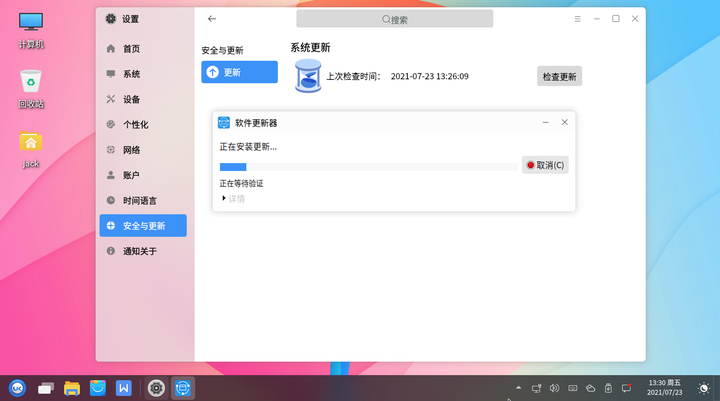 计算机
回收站
jack
设置
搜索
首页
系统
设备
个性化
网络
账户
时间语言
安全与更新
通知关于
安全与更新
更新
系统更新
上次检查时间： 2021-07-23 13:26:09
检查更新
软件更新器
正在安装更新...
取消(C)
正在等待验证
详情
13:30 周五
2021/07/23